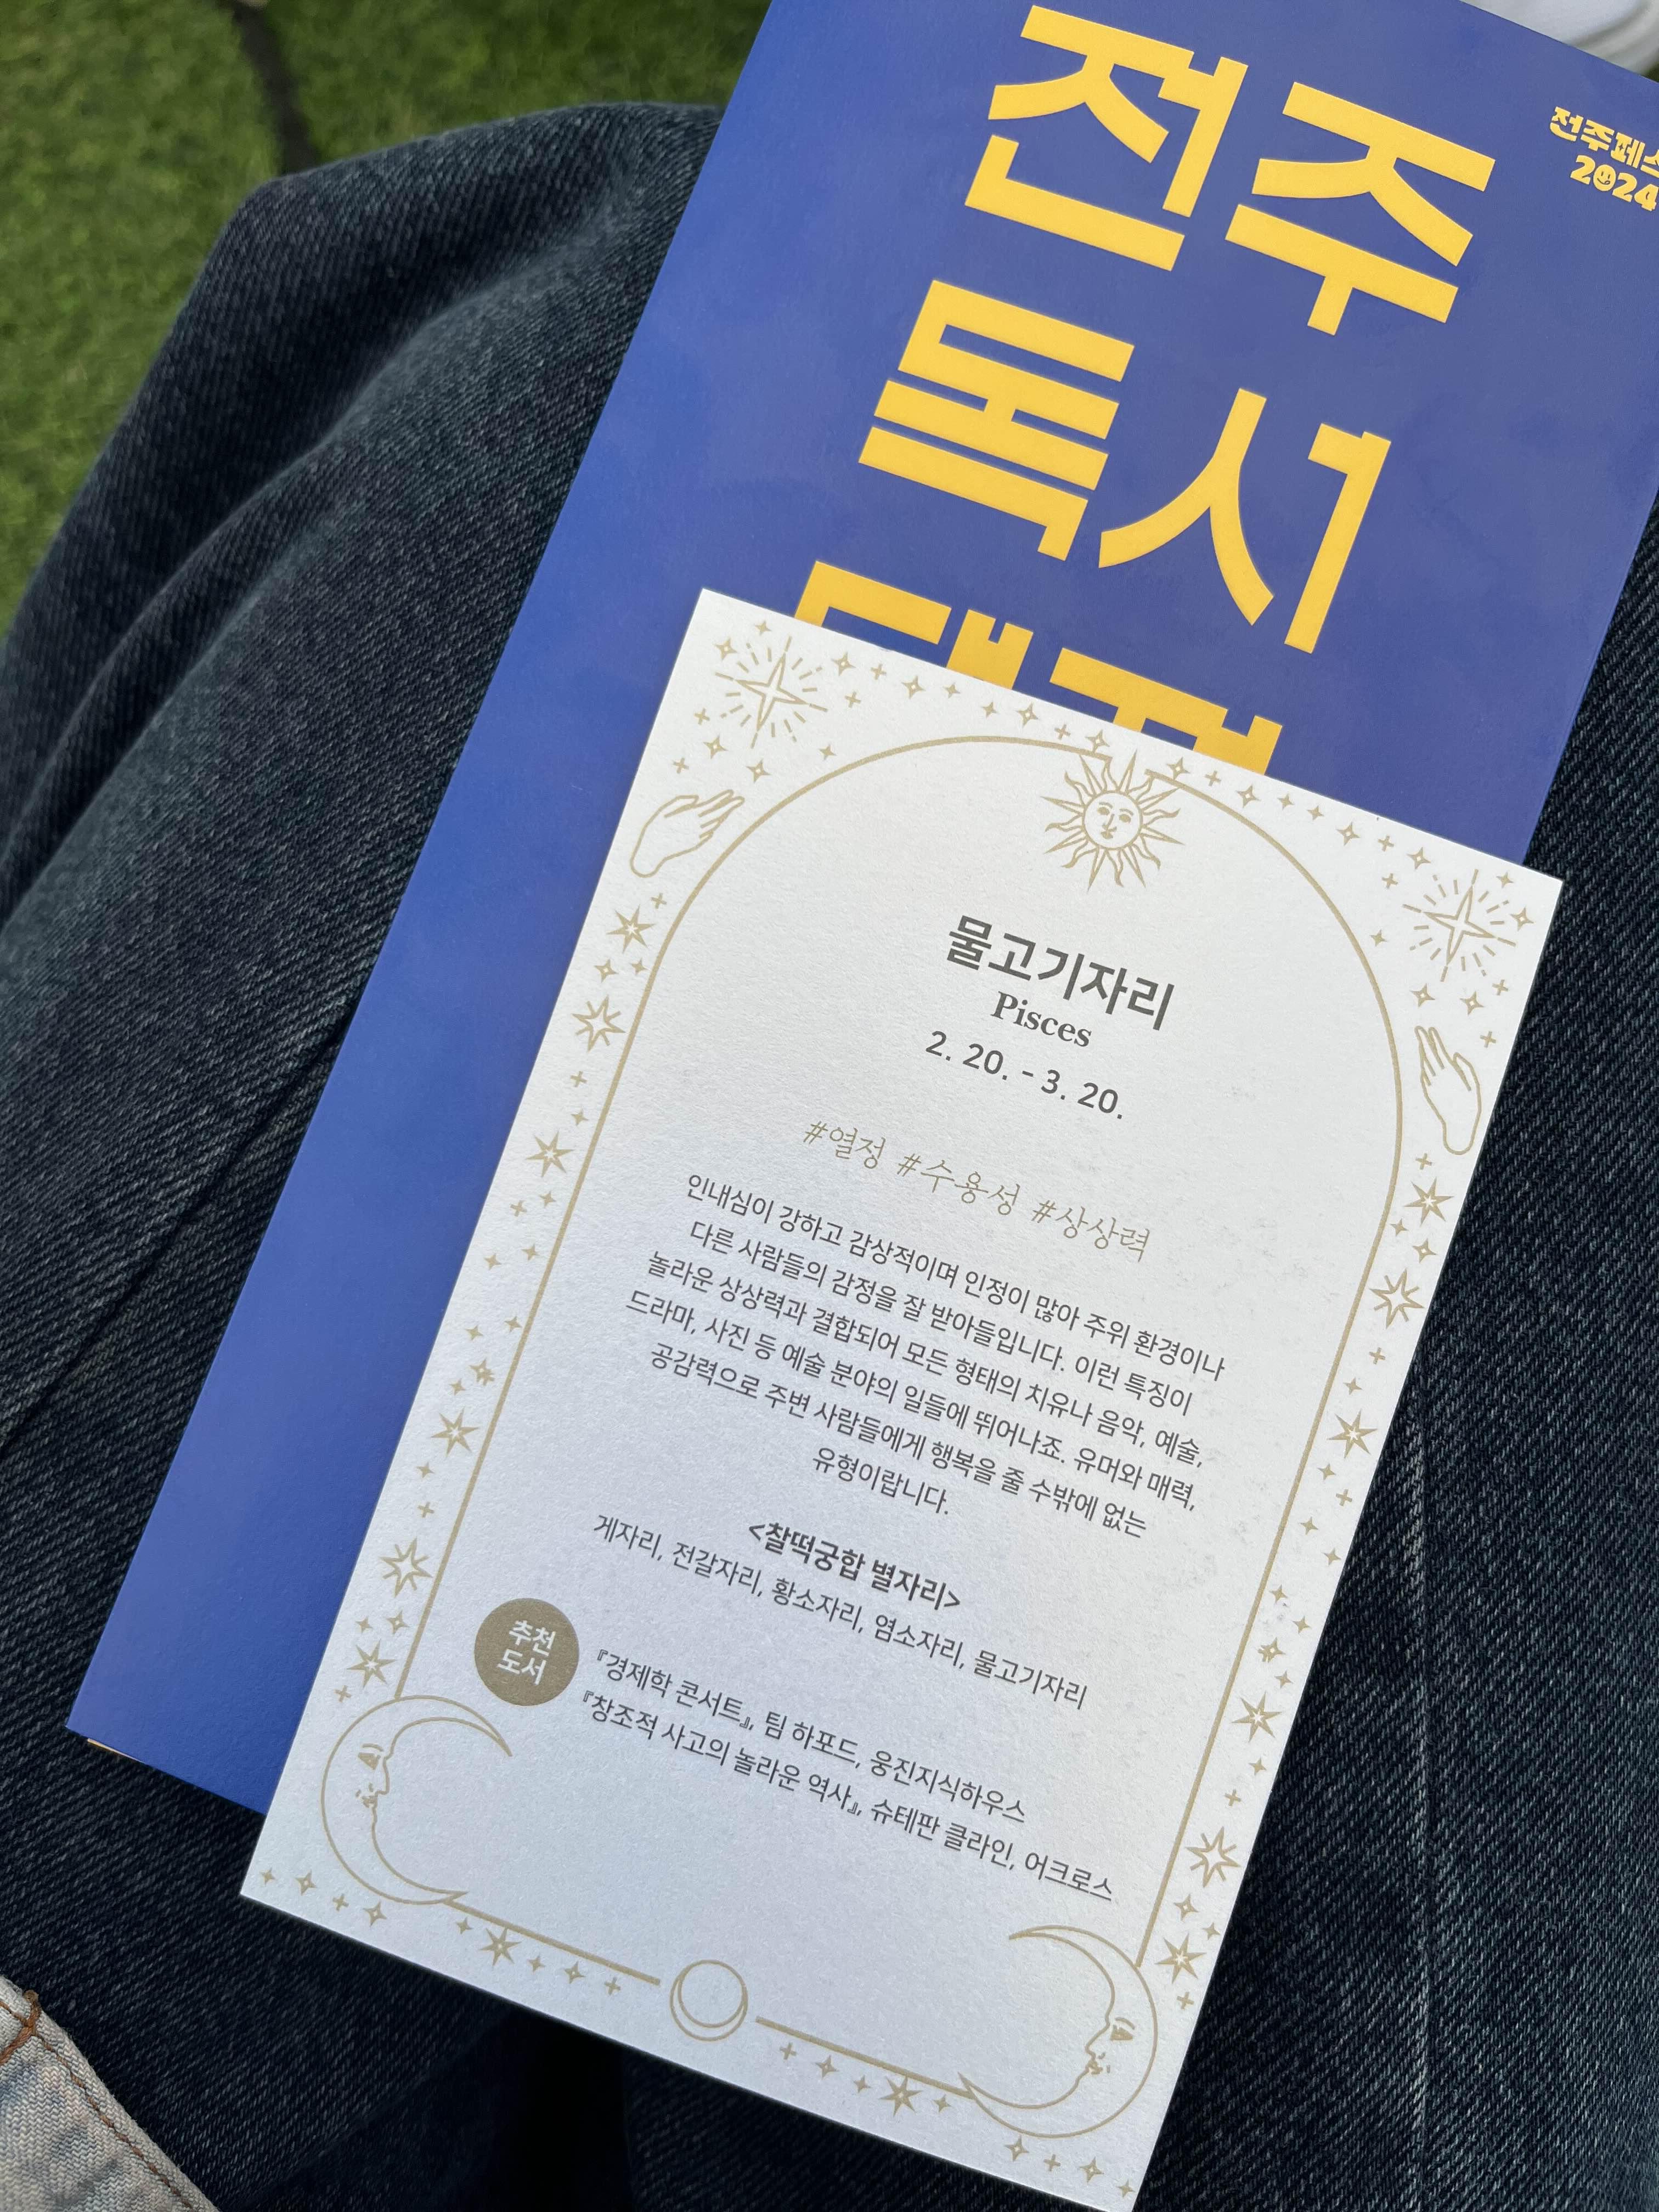 전주
독서
대전
전주페스
2024
물고기자리
Pisces
2. 20. - 3. 20.
#열정 #수용성 #상상력
인내심이 강하고 감상적이며 인정이 많아 주위 환경이나
다른 사람들의 감정을 잘 받아들입니다. 이런 특징이
놀라운 상상력과 결합되어 모든 형태의 치유나 음악, 예술,
드라마, 사진 등 예술 분야의 일들에 뛰어나죠. 유머와 매력,
공감력으로 주변 사람들에게 행복을 줄 수밖에 없는
유형이랍니다.
<찰떡궁합 별자리>
게자리, 전갈자리, 황소자리, 염소자리, 물고기자리
추천
도서
『경제학 콘서트』, 팀 하포드, 웅진지식하우스
『창조적 사고의 놀라운 역사』, 슈테판 클라인, 어크로스